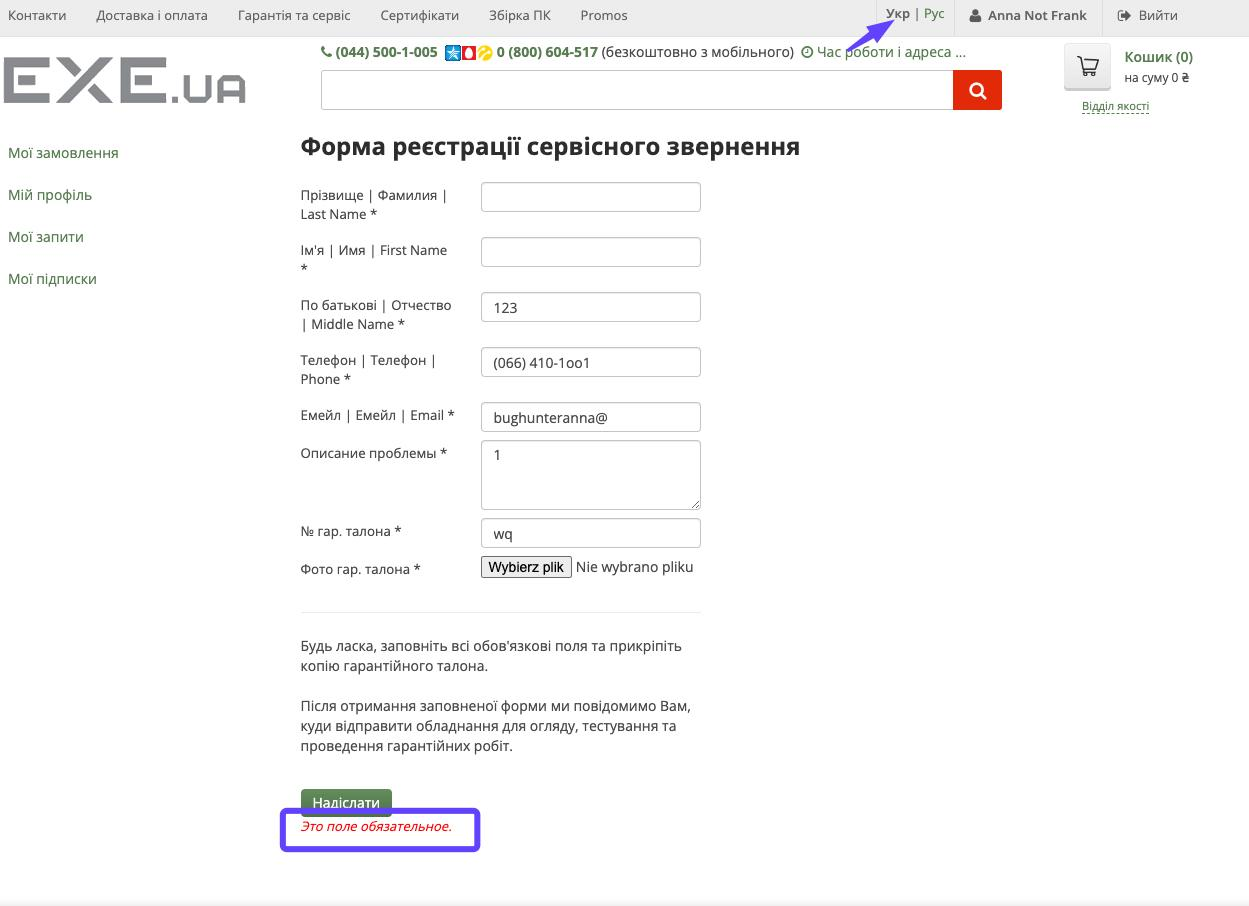 Контакти Доставка і оплата Гарантія та сервіс Сертифікати Збірка ПК Promos Укр | Рус Anna Not Frank Вийти
(044) 500-1-005 0 (800) 604-517 (безкоштовно з мобільного) Час роботи і адреса ...
EXE.UA
Кошик (0)
на суму 0 ₴
Відділ якості
Мої замовлення
Мій профіль
Мої запити
Мої підписки
Форма реєстрації сервісного звернення
Прізвище | Фамилия |
Last Name *
Ім'я | Имя | First Name
*
По батькові | Отчество
| Middle Name *
123
Телефон | Телефон |
Phone *
(066) 410-1oo1
Емейл | Емейл | Email *
bughunteranna@
Описание проблемы *
1
№ гар. талона *
wq
Фото гар. талона *
Wybierz plik Nie wybrano pliku
Будь ласка, заповніть всі обов'язкові поля та прикріпіть
копію гарантійного талона.
Після отримання заповненої форми ми повідомимо Вам,
куди відправити обладнання для огляду, тестування та
проведення гарантійних робіт.
Надіслати
Это поле обязательное.